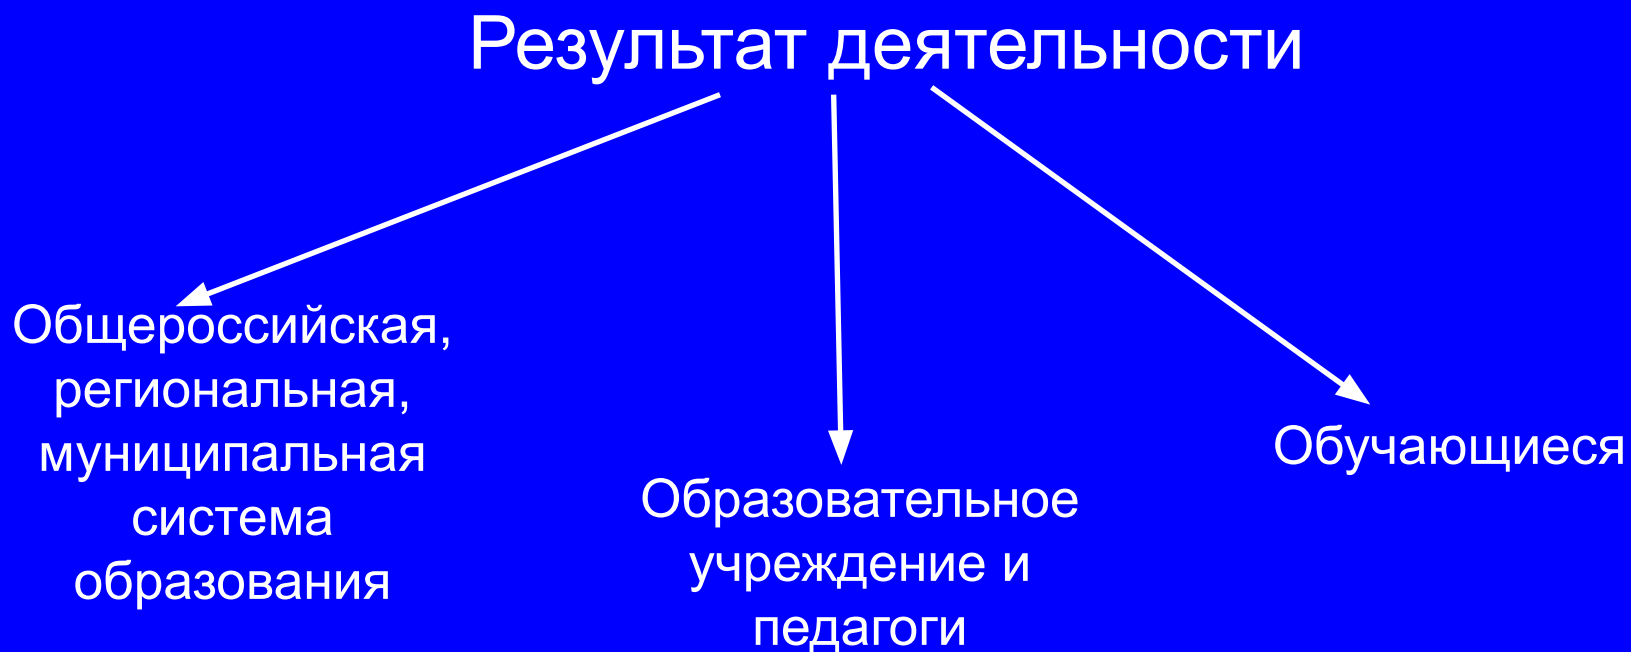 Результат деятельности
Общероссийская,
региональная,
муниципальная
система
образования
Образовательное
учреждение и
педагоги
Обучающиеся